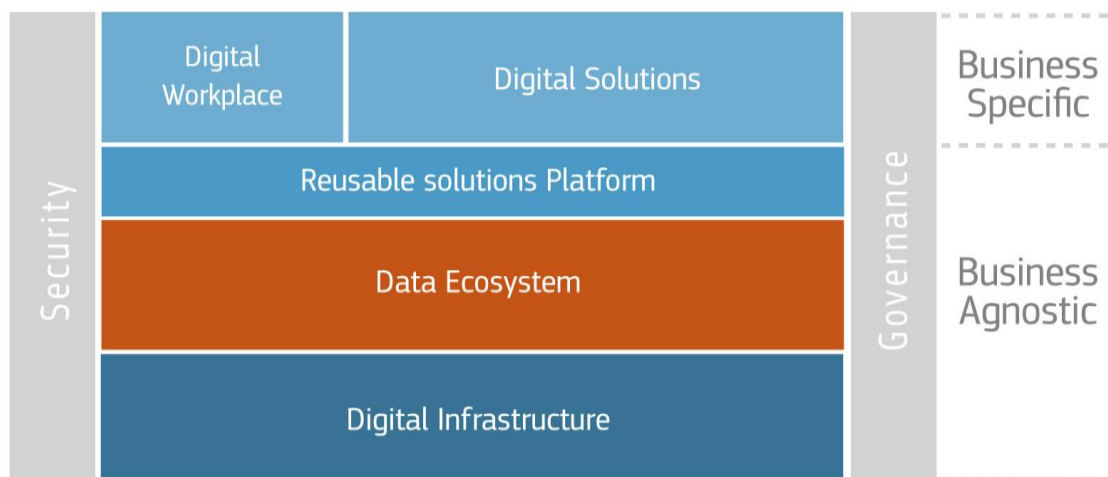 Digital
Workplace
Digital Solutions
Business
Specific
Reusable solutions Platform
Security
Data Ecosystem
Governance
Business
Agnostic
Digital Infrastructure